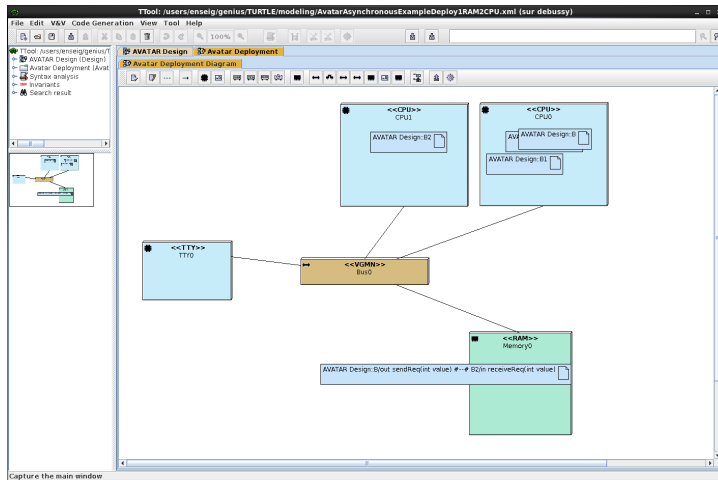 TTool: /users/enseig/genius/TURTLE/modeling/AvatarAsynchronousExampleDeploy1RAM2CPU.xml (sur debussy)
File Edit V&V Code Generation View Tool Help
100%
TTool: /users/enseig/genius/T
AVATAR Design (Design)
Avatar Deployment (Avat
Syntax analysis
Invariants
Search result
AVATAR Design Avatar Deployment
Avatar Deployment Diagram
<<CPU>>
CPU1
AVATAR Design::B2
<<CPU>>
CPU0
AVA
AVATAR Design::B
AVATAR Design::B1
<<TTY>>
TTY0
<<VGMN>>
Bus0
<<RAM>>
Memory0
AVATAR Design::B/out sendReq(int value) #--# B2/in receiveReq(int value)
Capture the main window